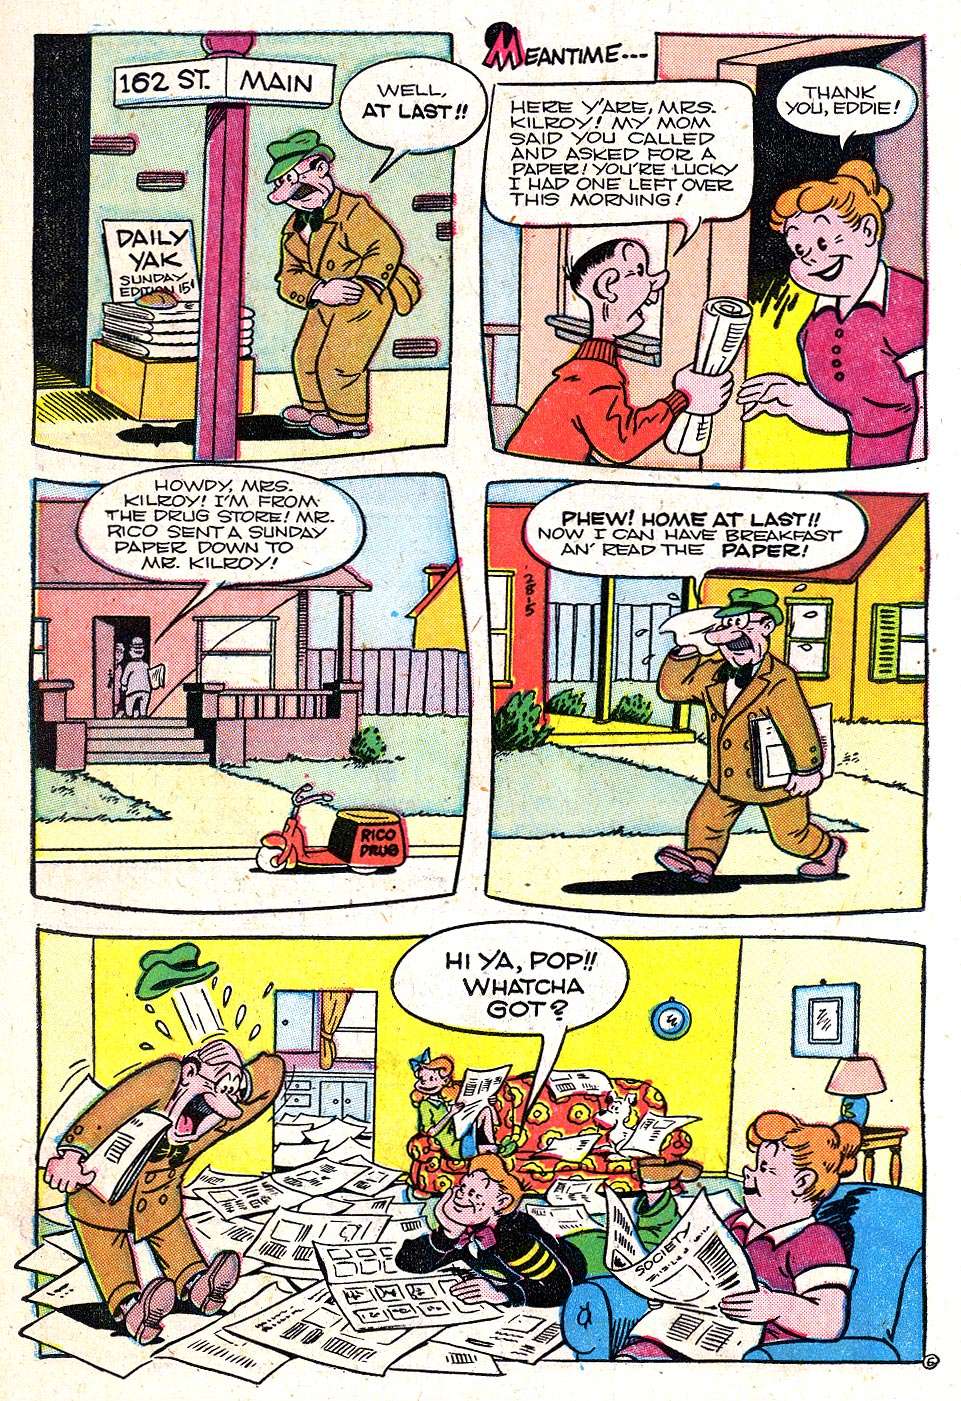 162 ST. MAIN
WELL,
AT LAST!!
DAILY
YAK
SUNDAY
EDITION 15¢
MEANTIME---
HERE Y'ARE, MRS.
KILROY! MY MOM
SAID YOU CALLED
AND ASKED FOR A
PAPER! YOU'RE LUCKY
I HAD ONE LEFT OVER
THIS MORNING!
THANK
YOU, EDDIE!
HOWDY, MRS.
KILROY! I'M FROM
THE DRUG STORE! MR.
RICO SENT A SUNDAY
PAPER DOWN TO
MR. KILROY!
RICO
DRUG
PHEW! HOME AT LAST!!
NOW I CAN HAVE BREAKFAST
AN' READ THE PAPER!
285
HI YA, POP!!
WHATCHA
GOT?
SOCIETY
6